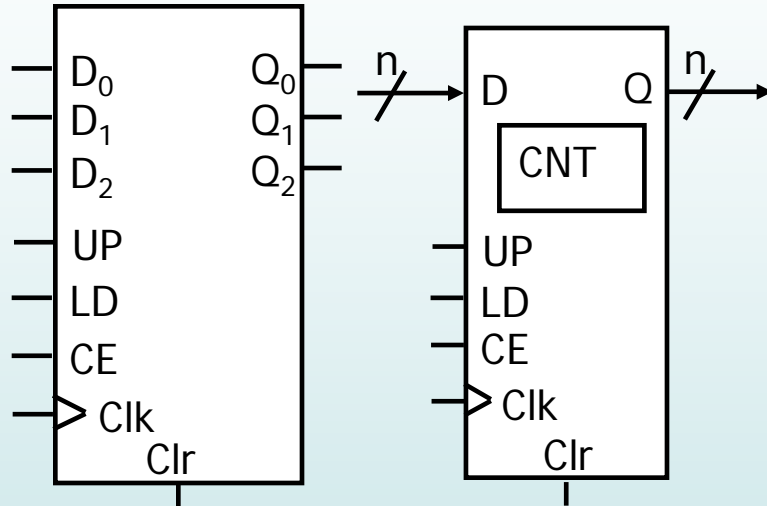 D₀ Q₀
D₁ Q₁
D₂ Q₂
UP
LD
CE
Clk
Clr
n n
D Q
CNT
UP
LD
CE
Clk
Clr